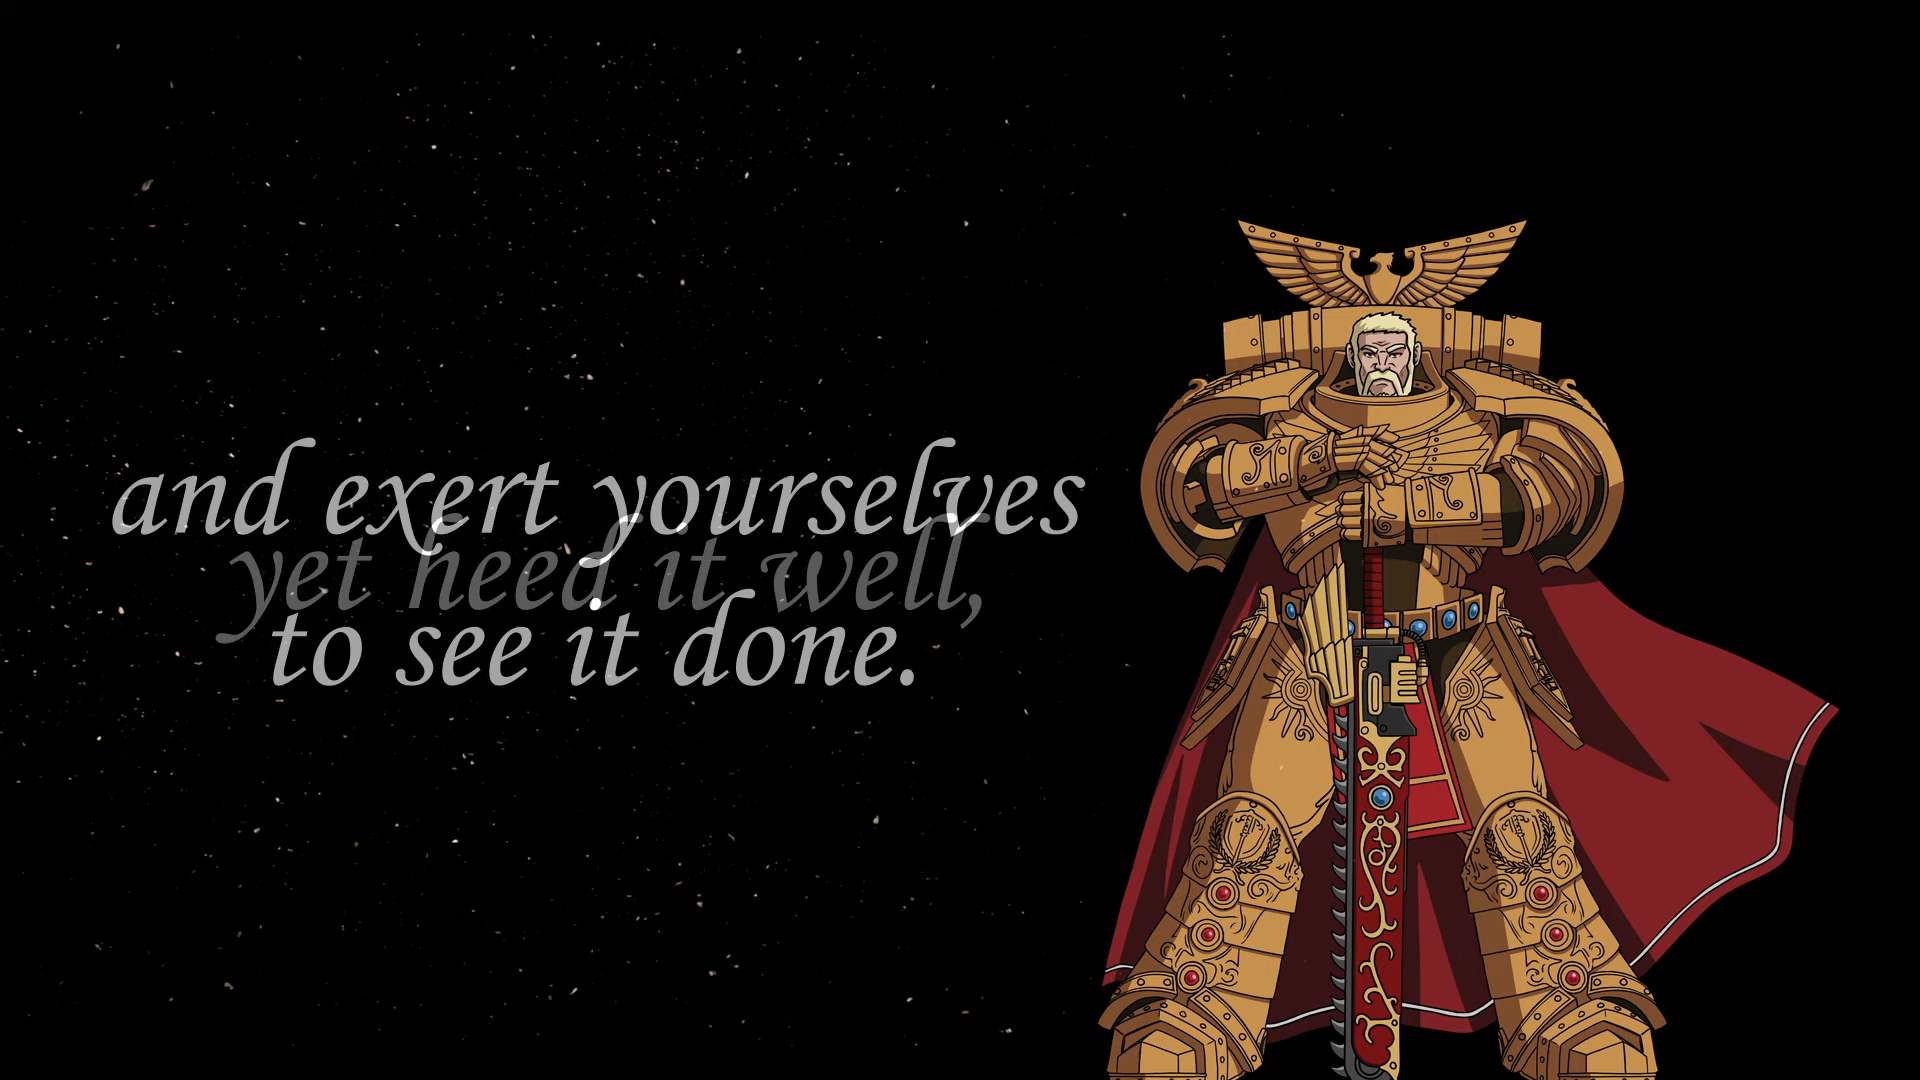 and exert yourselves
yet heed it well,
to see it done.